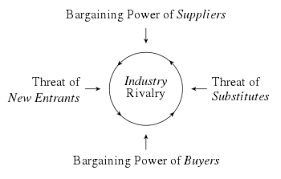 Bargaining Power of Suppliers
Threat of
New Entrants
Industry
Rivalry
Threat of
Substitutes
Bargaining Power of Buyers